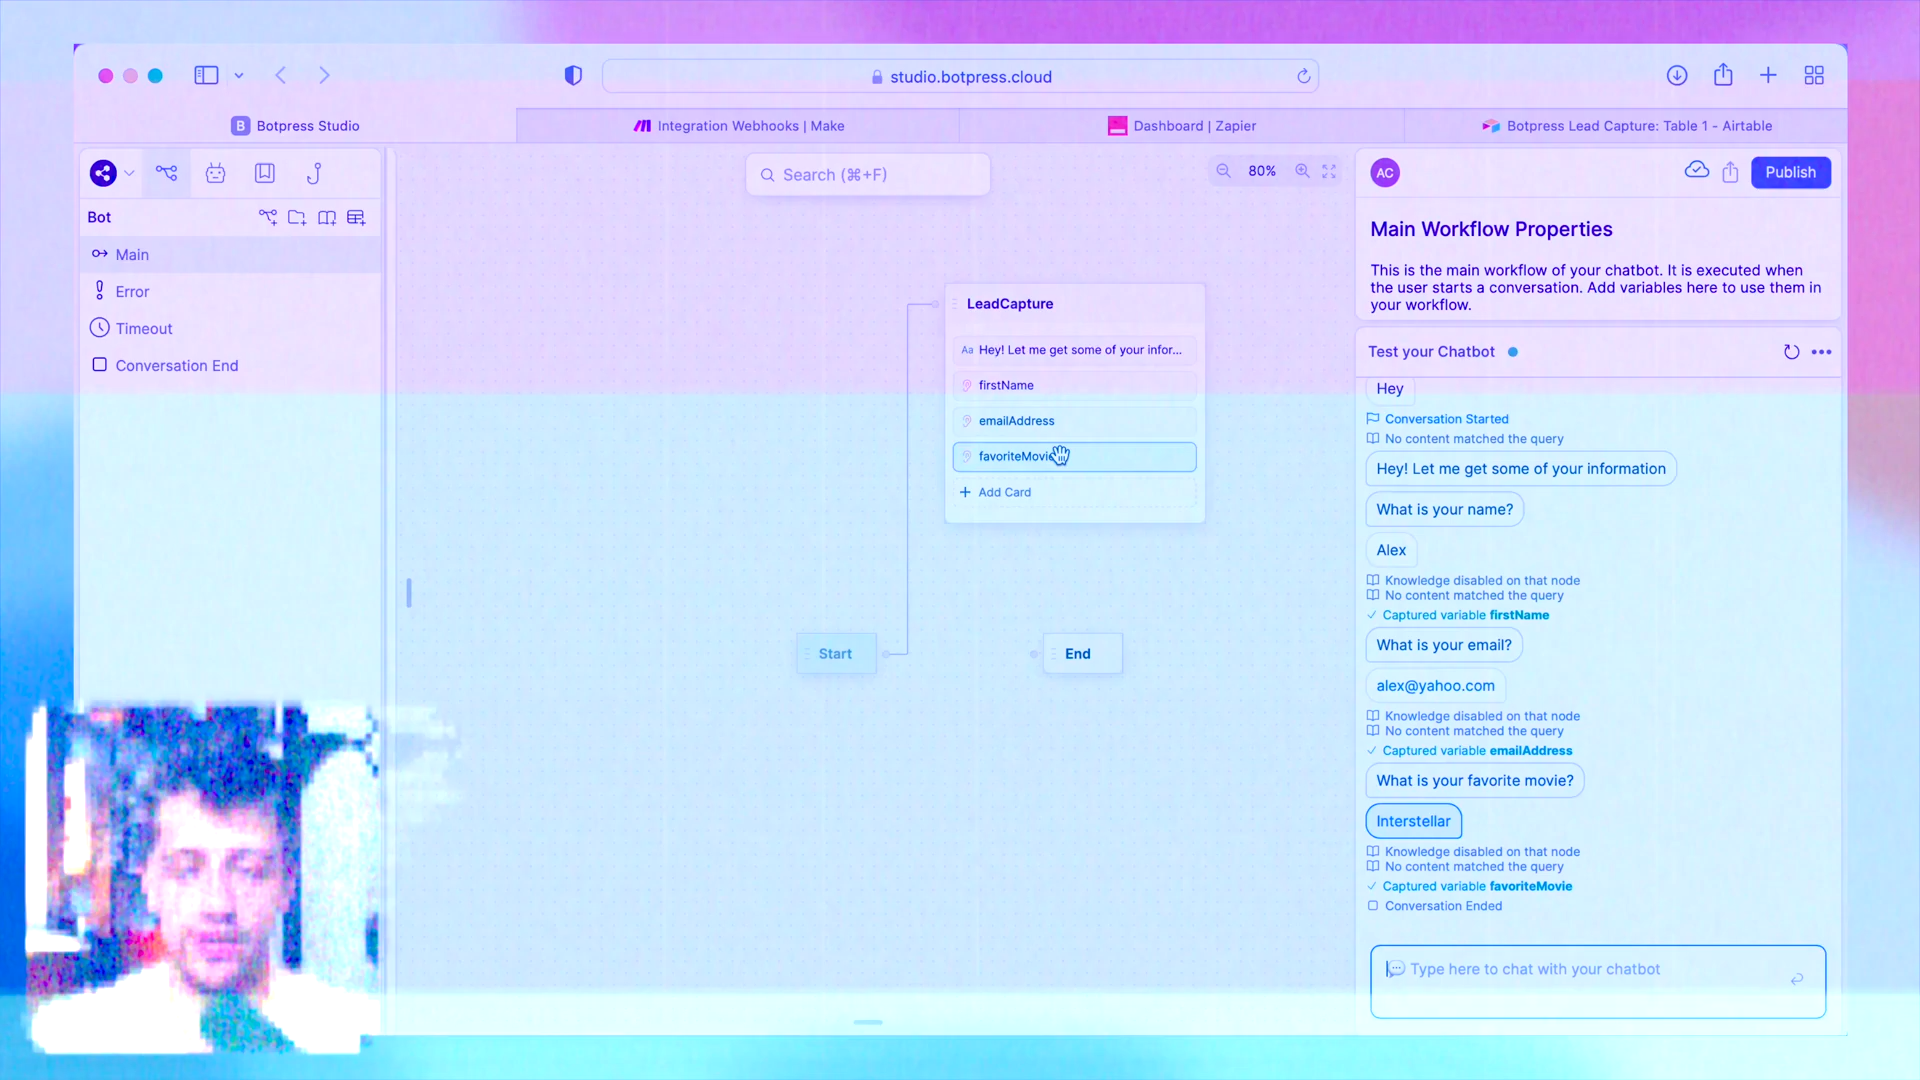 studio.botpress.cloud
B Botpress Studio
Integration Webhooks | Make
Dashboard | Zapier
Botpress Lead Capture: Table 1 - Airtable
Search (⌘+F)
80%
AC
Publish
Bot
Main
Error
Timeout
Conversation End
LeadCapture
Aa Hey! Let me get some of your infor...
firstName
emailAddress
favoriteMovie
+ Add Card
Start
End
Main Workflow Properties
This is the main workflow of your chatbot. It is executed when
the user starts a conversation. Add variables here to use them in
your workflow.
Test your Chatbot
Hey
Conversation Started
No content matched the query
Hey! Let me get some of your information
What is your name?
Alex
Knowledge disabled on that node
No content matched the query
Captured variable firstName
What is your email?
alex@yahoo.com
Knowledge disabled on that node
No content matched the query
Captured variable emailAddress
What is your favorite movie?
Interstellar
Knowledge disabled on that node
No content matched the query
Captured variable favoriteMovie
Conversation Ended
Type here to chat with your chatbot